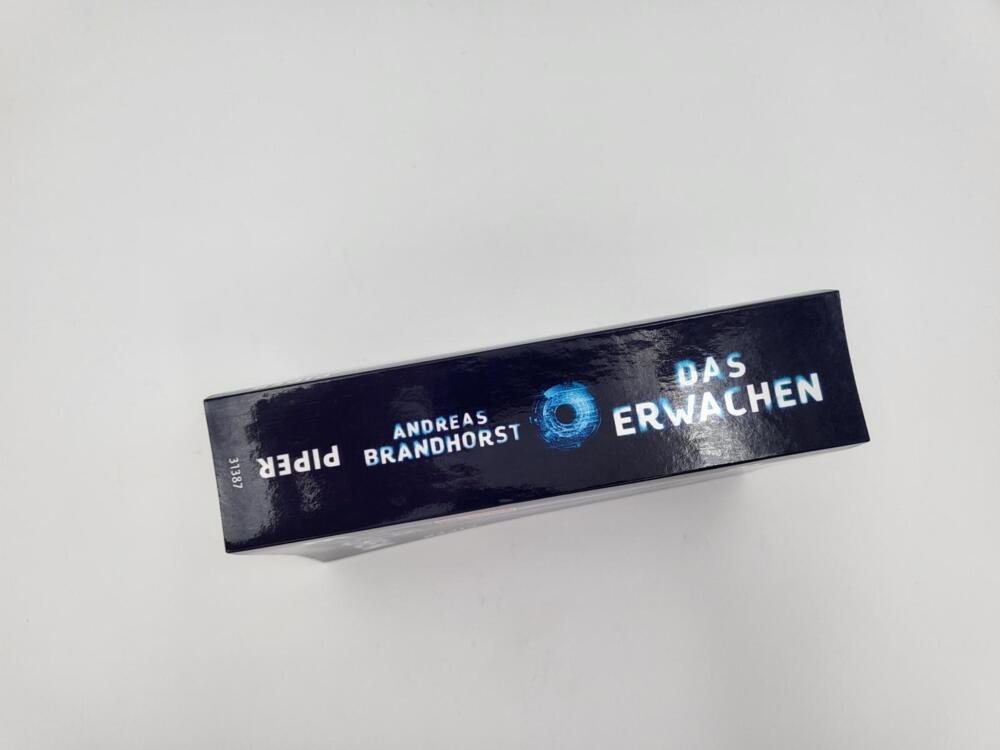 31387
PIPER
ANDREAS
BRANDHORST
DAS
ERWACHEN